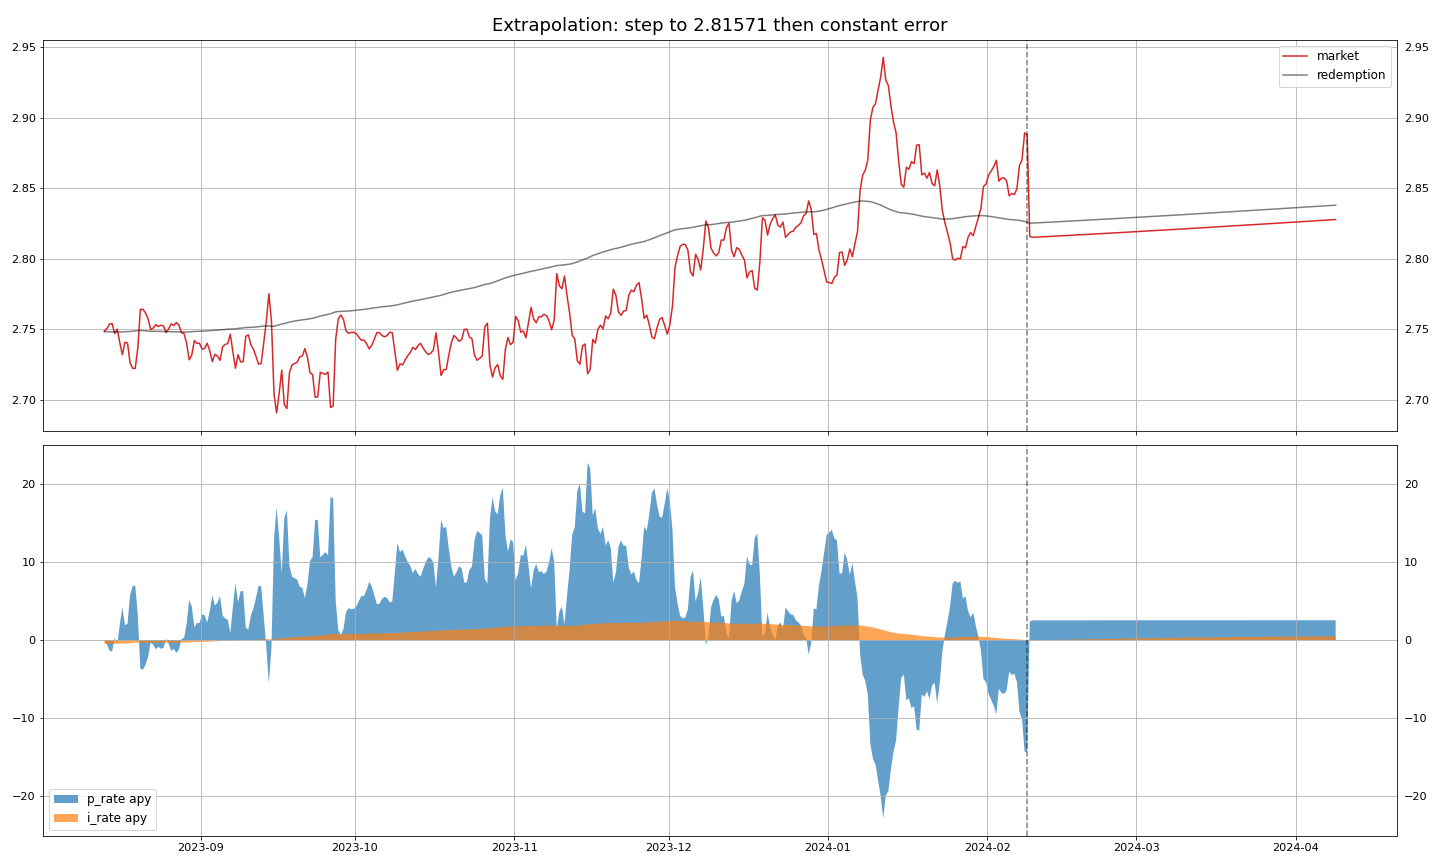 Extrapolation: step to 2.81571 then constant error
2.95 2.95
market
redemption
2.90 2.90
2.85 2.85
2.80 2.80
2.75 2.75
2.70 2.70
20 20
10 10
0 0
−10 −10
−20 −20
p_rate apy
i_rate apy
2023-09 2023-10 2023-11 2023-12 2024-01 2024-02 2024-03 2024-04